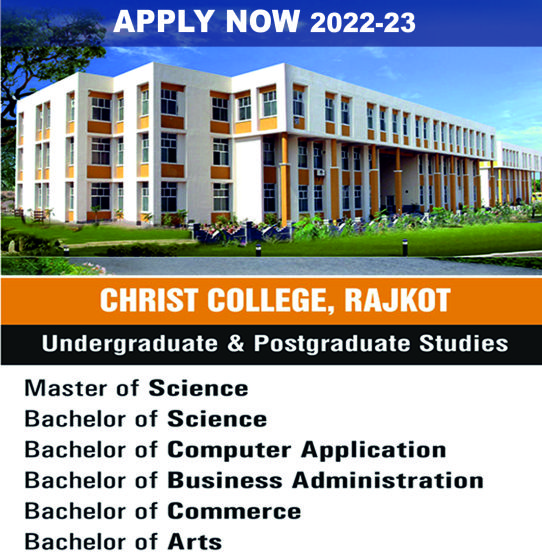 APPLY NOW 2022-23
CHRIST COLLEGE, RAJKOT
Undergraduate & Postgraduate Studies
Master of Science
Bachelor of Science
Bachelor of Computer Application
Bachelor of Business Administration
Bachelor of Commerce
Bachelor of Arts